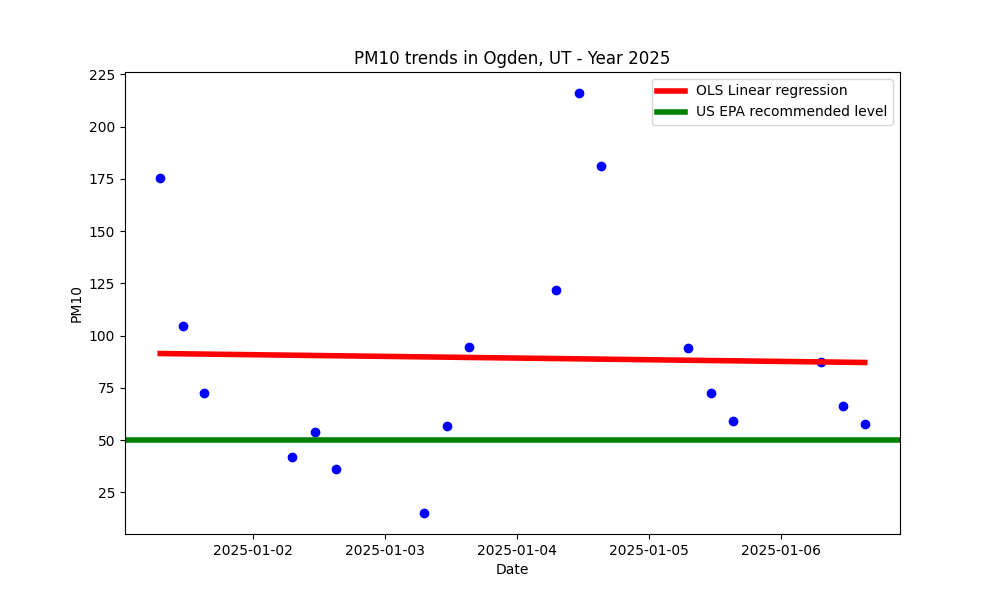 PM10 trends in Ogden, UT - Year 2025
OLS Linear regression
US EPA recommended level
225
200
175
150
125
100
75
50
25
PM10
2025-01-02 2025-01-03 2025-01-04 2025-01-05 2025-01-06
Date